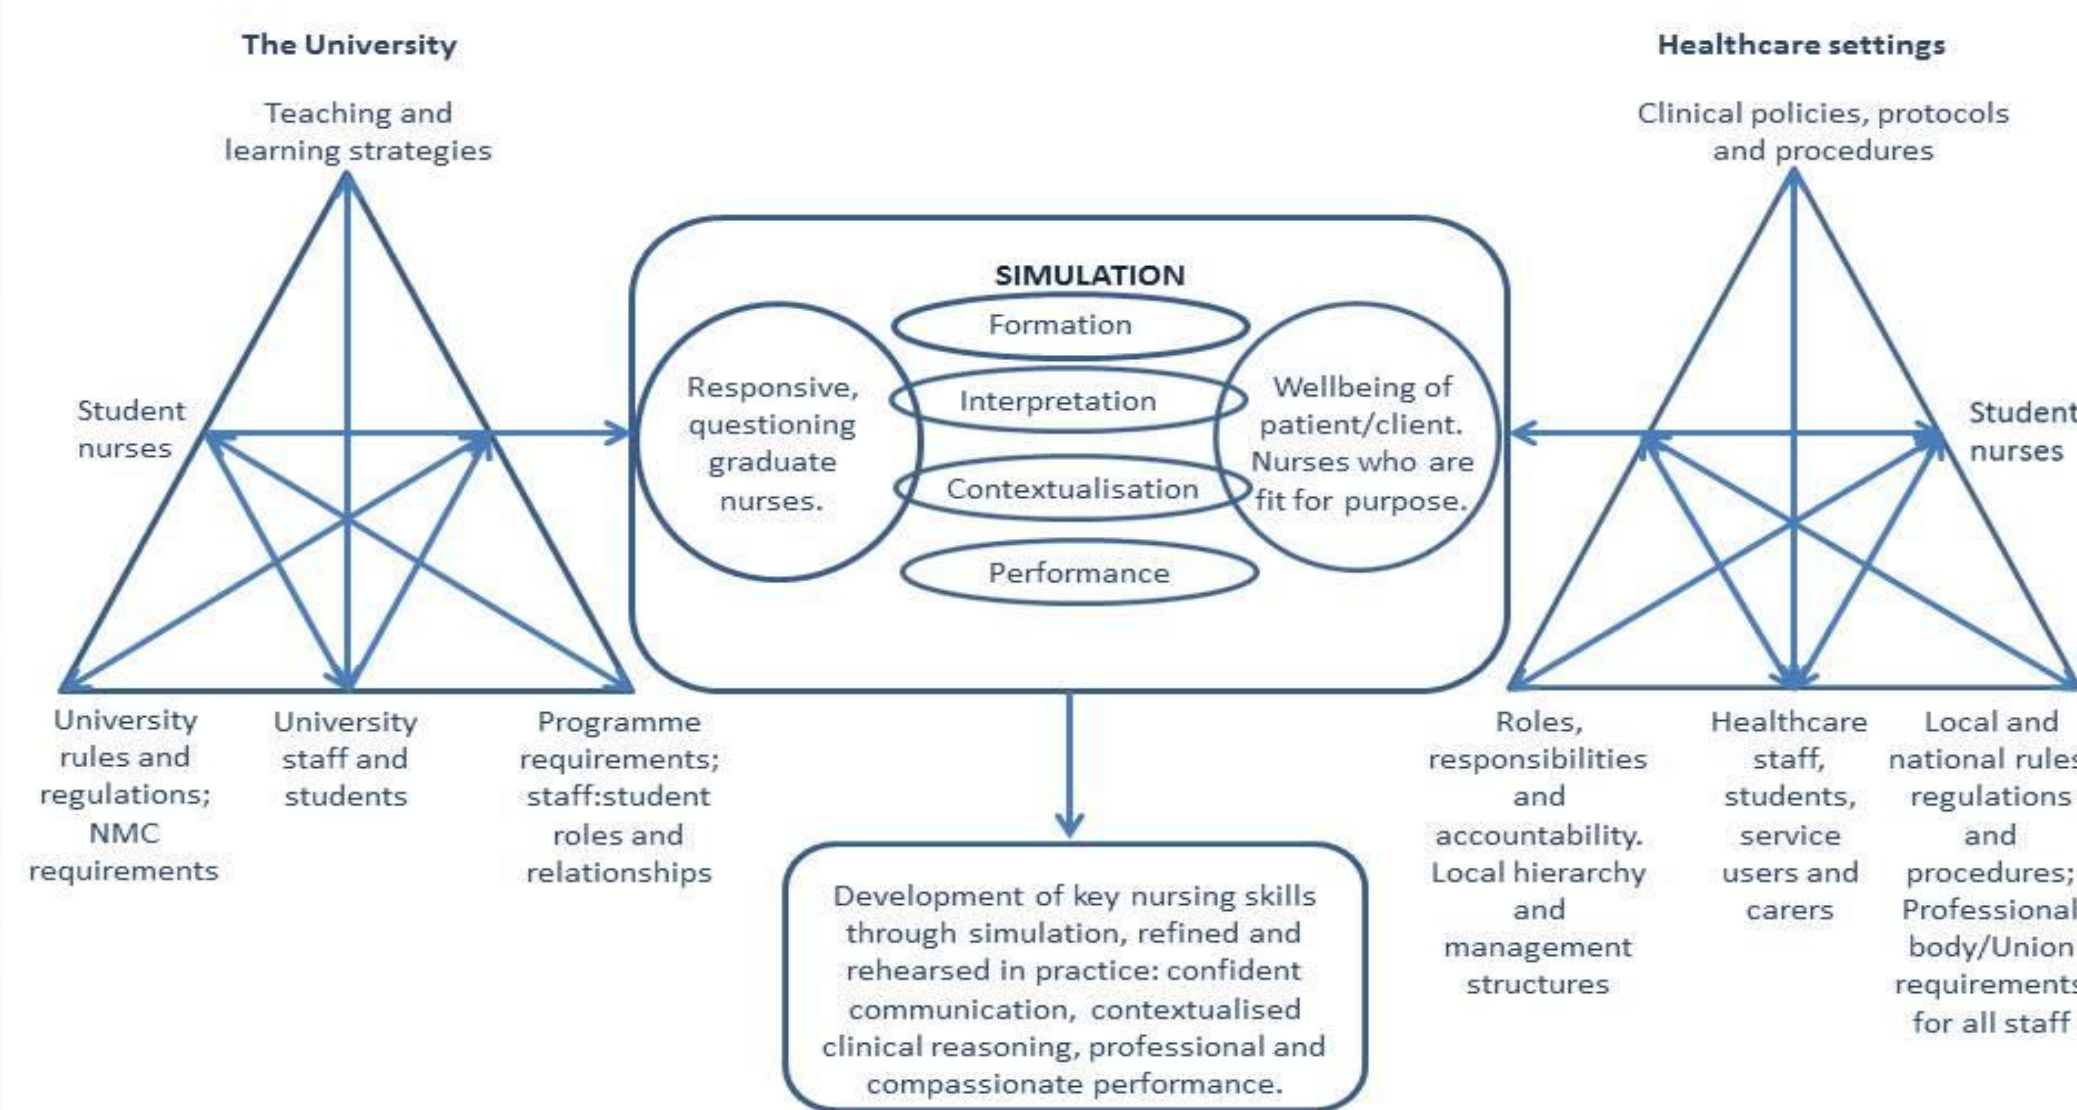 The University
Teaching and
learning strategies
Student
nurses
University
rules and
regulations;
NMC
requirements
University
staff and
students
Programme
requirements;
staff:student
roles and
relationships
SIMULATION
Responsive,
questioning
graduate
nurses.
Formation
Interpretation
Contextualisation
Performance
Wellbeing of
patient/client.
Nurses who are
fit for purpose.
Development of key nursing skills
through simulation, refined and
rehearsed in practice: confident
communication, contextualised
clinical reasoning, professional and
compassionate performance.
Healthcare settings
Clinical policies, protocols
and procedures
Student
nurses
Roles,
responsibilities
and
accountability.
Local hierarchy
and
management
structures
Healthcare
staff,
students,
service
users and
carers
Local and
national rules
regulations
and
procedures;
Professional
body/Union
requirements
for all staff